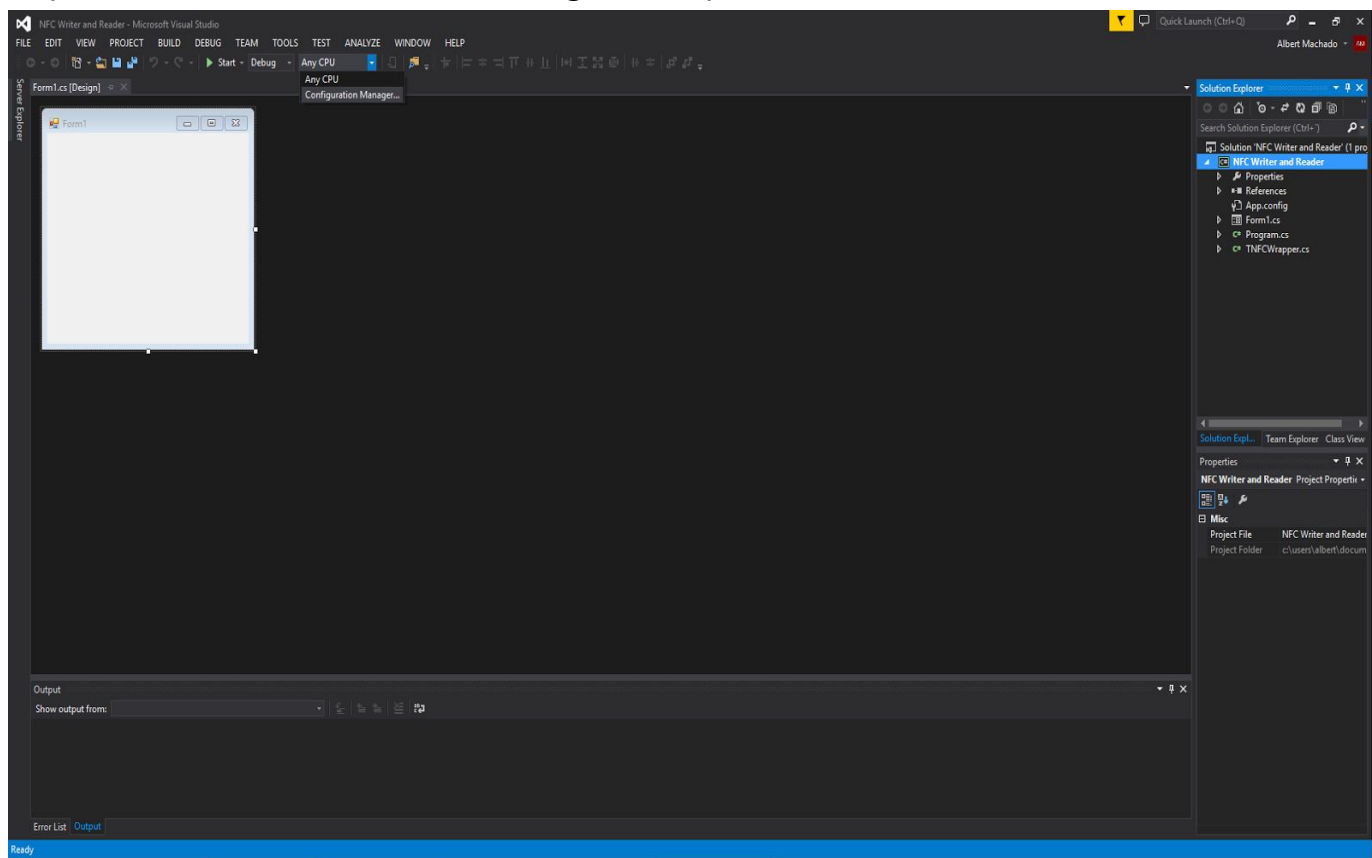 NFC Writer and Reader - Microsoft Visual Studio
Quick Launch (Ctrl+Q)
FILE EDIT VIEW PROJECT BUILD DEBUG TEAM TOOLS TEST ANALYZE WINDOW HELP
Albert Machado
AM
Start Debug Any CPU
Any CPU
Configuration Manager...
Server Explorer
Form1.cs [Design]
Form1
Solution Explorer
Search Solution Explorer (Ctrl+´)
Solution 'NFC Writer and Reader' (1 pro
NFC Writer and Reader
Properties
References
App.config
Form1.cs
Program.cs
TNFCWrapper.cs
Solution Expl... Team Explorer Class View
Properties
NFC Writer and Reader Project Properti
Misc
Project File NFC Writer and Reader
Project Folder c:\users\albert\docum
Output
Show output from:
Error List Output
Ready